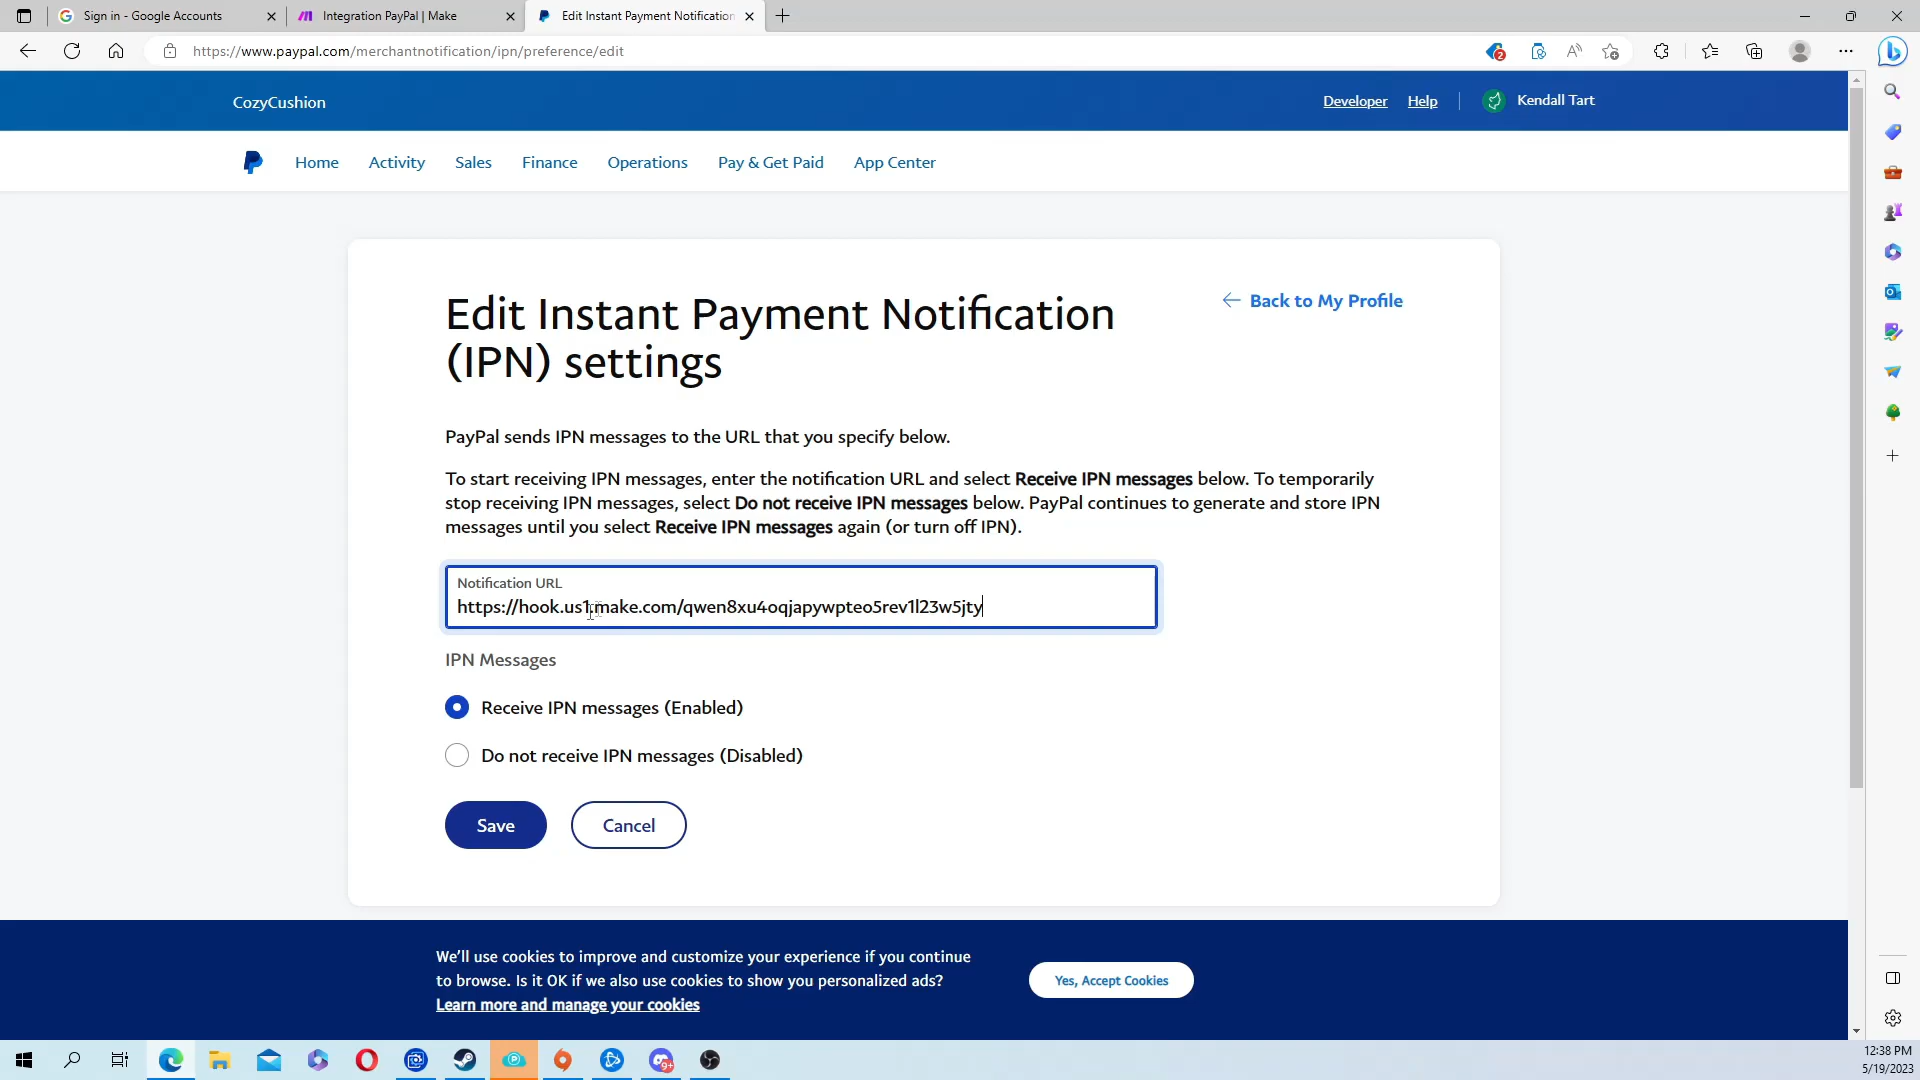 Sign in - Google Accounts
Integration PayPal | Make
Edit Instant Payment Notification
https://www.paypal.com/merchantnotification/ipn/preference/edit
2
CozyCushion
Developer
Help
Kendall Tart
Home
Activity
Sales
Finance
Operations
Pay & Get Paid
App Center
Edit Instant Payment Notification
(IPN) settings
Back to My Profile
PayPal sends IPN messages to the URL that you specify below.
To start receiving IPN messages, enter the notification URL and select Receive IPN messages below. To temporarily
stop receiving IPN messages, select Do not receive IPN messages below. PayPal continues to generate and store IPN
messages until you select Receive IPN messages again (or turn off IPN).
Notification URL
https://hook.us1.make.com/qwen8xu4oqjapywpteo5rev1l23w5jty
IPN Messages
Receive IPN messages (Enabled)
Do not receive IPN messages (Disabled)
Save
Cancel
We'll use cookies to improve and customize your experience if you continue
to browse. Is it OK if we also use cookies to show you personalized ads?
Learn more and manage your cookies
Yes, Accept Cookies
9+
12:38 PM
5/19/2023